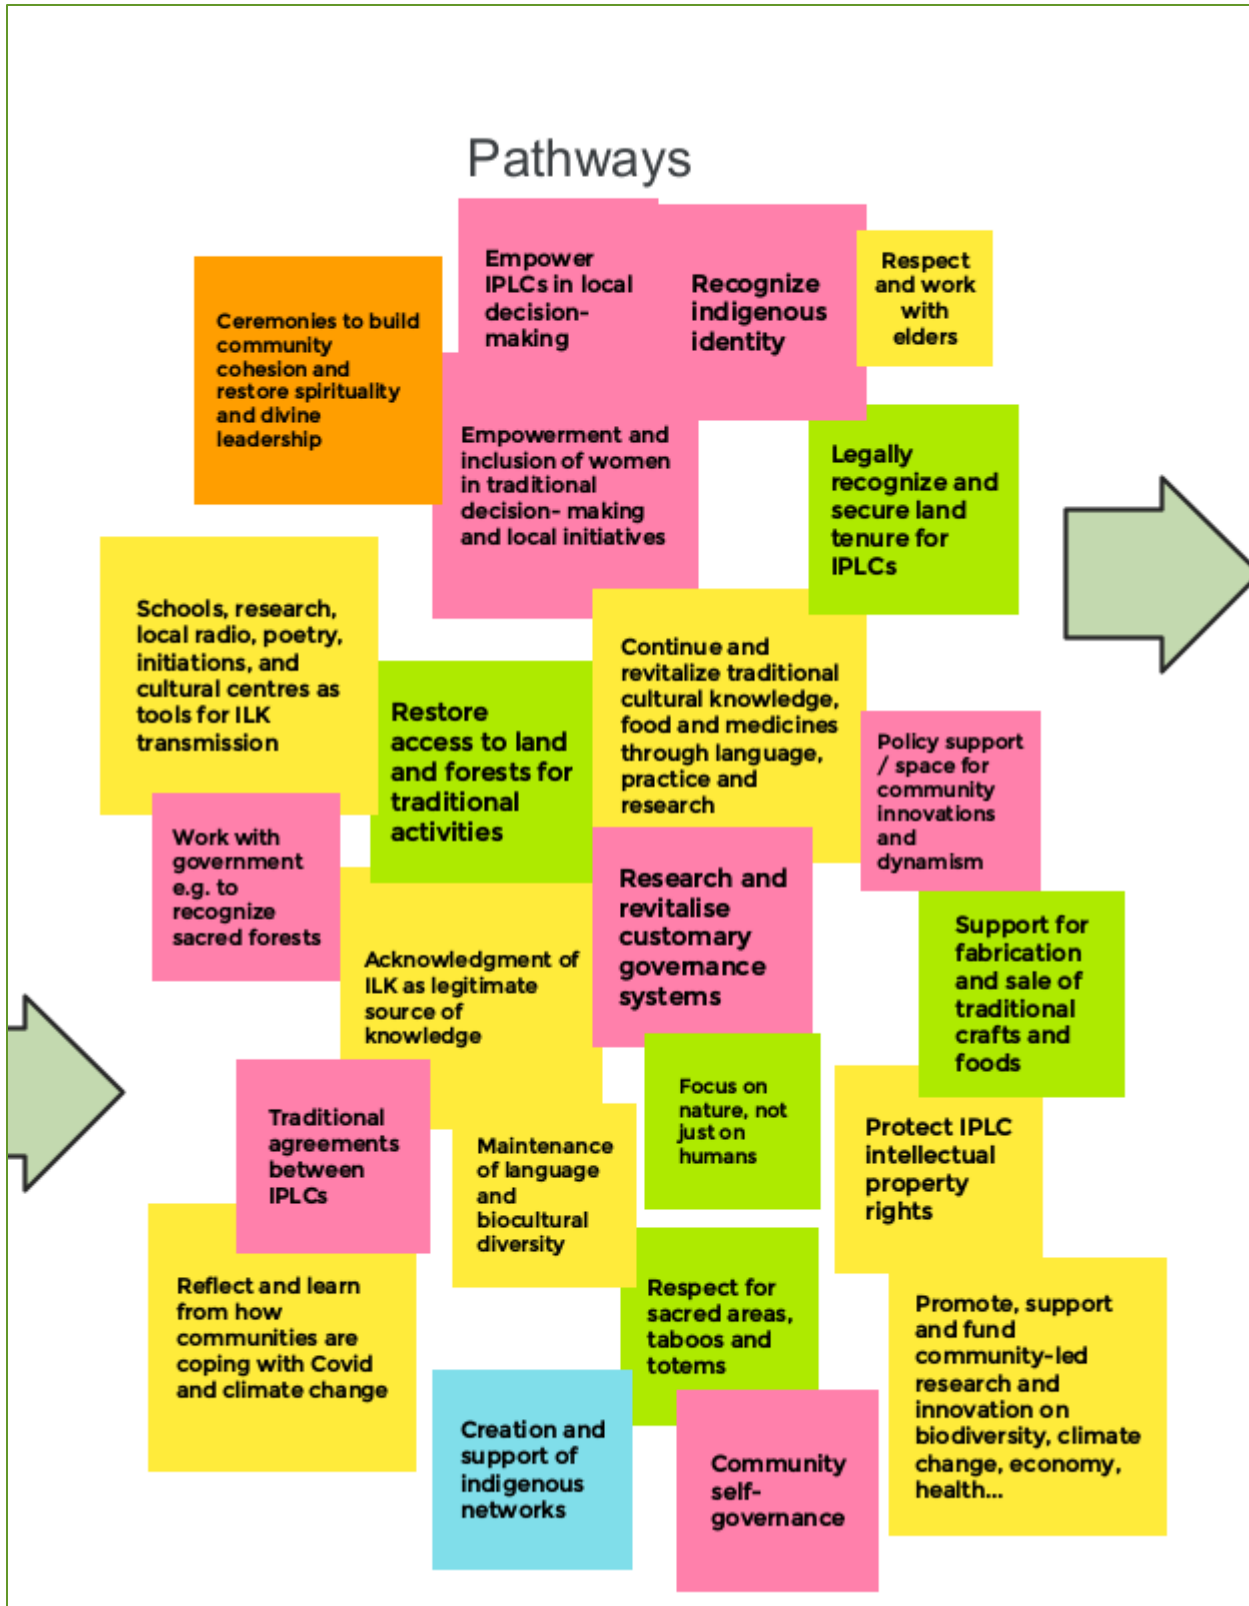 Pathways
Empower
IPLCs in local
decision-
making
Recognize
indigenous
identity
Respect
and work
with
elders
Ceremonies to build
community
cohesion and
restore spirituality
and divine
leadership
Empowerment and
inclusion of women
in traditional
decision- making
and local initiatives
Legally
recognize and
secure land
tenure for
IPLCs
Schools, research,
local radio, poetry,
initiations, and
cultural centres as
tools for ILK
transmission
Restore
access to land
and forests for
traditional
activities
Continue and
revitalize traditional
cultural knowledge,
food and medicines
through language,
practice and
research
Policy support
/ space for
community
innovations
and
dynamism
Work with
government
e.g. to
recognize
sacred forests
Acknowledgment of
ILK as legitimate
source of
knowledge
Research and
revitalise
customary
governance
systems
Support for
fabrication
and sale of
traditional
crafts and
foods
Traditional
agreements
between
IPLCs
Maintenance
of language
and
biocultural
diversity
Focus on
nature, not
just on
humans
Protect IPLC
intellectual
property
rights
Reflect and learn
from how
communities are
coping with Covid
and climate change
Respect for
sacred areas,
taboos and
totems
Promote, support
and fund
community-led
research and
innovation on
biodiversity, climate
change, economy,
health...
Creation and
support of
indigenous
networks
Community
self-
governance